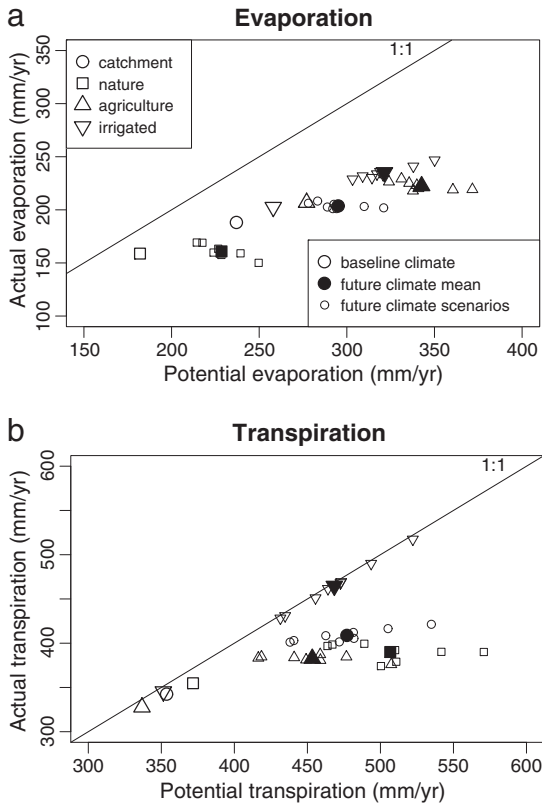 a
Evaporation
1:1
catchment
nature
agriculture
irrigated
baseline climate
future climate mean
future climate scenarios
Actual evaporation (mm/yr)
100 150 200 250 300 350
150 200 250 300 350 400
Potential evaporation (mm/yr)
b
Transpiration
1:1
Actual transpiration (mm/yr)
300 400 500 600
300 350 400 450 500 550 600
Potential transpiration (mm/yr)